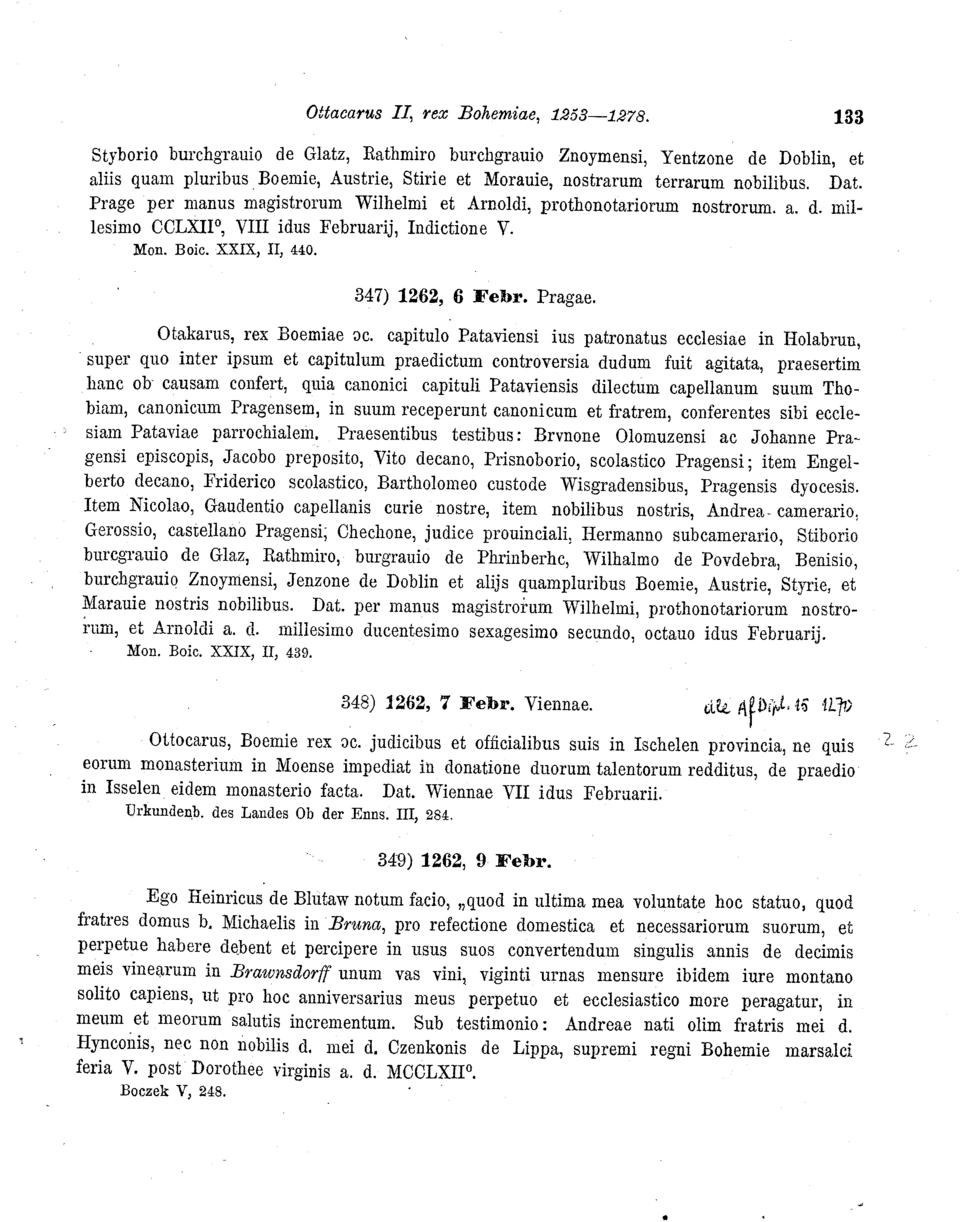 Ottacarus II, rex Bohemiae, 1253—1278. 133
Styborio burchgrauio de Glatz, Rathmiro burchgrauio Znoymensi, Yentzone de Doblin, et
aliis quam pluribus Boemie, Austrie, Stirie et Morauie, nostrarum terrarum nobilibus. Dat.
Prage per manus magistrorum Wilhelmi et Arnoldi, prothonotariorum nostrorum. a. d. mil-
lesimo CCLXII⁰, VIII idus Februarij, Indictione V.
Mon. Boic. XXIX, II, 440.
347) 1262, 6 Febr. Pragae.
Otakarus, rex Boemiae ɔc. capitulo Pataviensi ius patronatus ecclesiae in Holabrun,
super quo inter ipsum et capitulum praedictum controversia dudum fuit agitata, praesertim
hanc ob causam confert, quia canonici capituli Pataviensis dilectum capellanum suum Tho-
biam, canonicum Pragensem, in suum receperunt canonicum et fratrem, conferentes sibi eccle-
siam Pataviae parrochialem. Praesentibus testibus: Brvnone Olomuzensi ac Johanne Pra-
gensi episcopis, Jacobo preposito, Vito decano, Prisnoborio, scolastico Pragensi; item Engel-
berto decano, Friderico scolastico, Bartholomeo custode Wisgradensibus, Pragensis dyocesis.
Item Nicolao, Gaudentio capellanis curie nostre, item nobilibus nostris, Andrea camerario,
Gerossio, castellano Pragensi, Chechone, judice prouinciali, Hermanno subcamerario, Stiborio
burcgrauio de Glaz, Rathmiro, burgrauio de Phrinberhc, Wilhalmo de Povdebra, Benisio,
burchgrauio Znoymensi, Jenzone de Doblin et alijs quampluribus Boemie, Austrie, Styrie, et
Marauie nostris nobilibus. Dat. per manus magistrorum Wilhelmi, prothonotariorum nostro-
rum, et Arnoldi a. d. millesimo ducentesimo sexagesimo secundo, octauo idus Februarij.
Mon. Boic. XXIX, II, 439.
348) 1262, 7 Febr. Viennae. 1270
Ottocarus, Boemie rex ɔc. judicibus et officialibus suis in Ischelen provincia, ne quis
eorum monasterium in Moense impediat in donatione duorum talentorum redditus, de praedio
in Isselen eidem monasterio facta. Dat. Wiennae VII idus Februarii.
Urkundenb. des Landes Ob der Enns. III, 284.
349) 1262, 9 Febr.
Ego Heinricus de Blutaw notum facio, „quod in ultima mea voluntate hoc statuo, quod
fratres domus b. Michaelis in Bruna, pro refectione domestica et necessariorum suorum, et
perpetue habere debent et percipere in usus suos convertendum singulis annis de decimis
meis vinearum in Brawnsdorff unum vas vini, viginti urnas mensure ibidem iure montano
solito capiens, ut pro hoc anniversarius meus perpetuo et ecclesiastico more peragatur, in
meum et meorum salutis incrementum. Sub testimonio: Andreae nati olim fratris mei d.
Hynconis, nec non nobilis d. mei d. Czenkonis de Lippa, supremi regni Bohemie marsalci
feria V. post Dorothee virginis a. d. MCCLXII⁰.
Boczek V, 248.